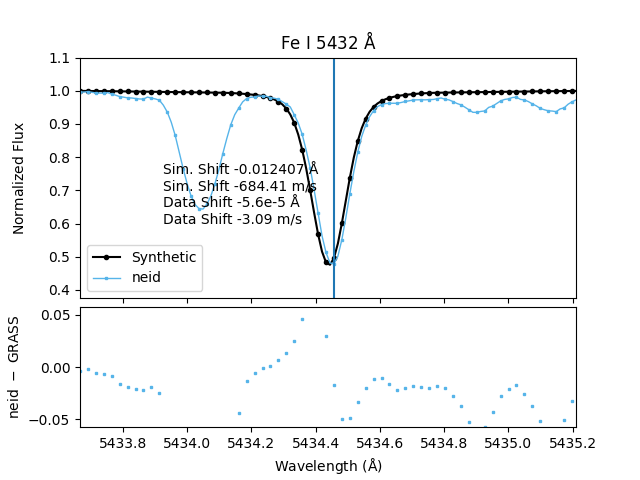 Fe I 5432 Å
1.1
1.0
0.9
0.8
0.7
0.6
0.5
0.4
Normalized Flux
Sim. Shift -0.012407 Å
Sim. Shift -684.41 m/s
Data Shift -5.6e-5 Å
Data Shift -3.09 m/s
Synthetic
neid
0.05
0.00
−0.05
neid − GRASS
5433.8 5434.0 5434.2 5434.4 5434.6 5434.8 5435.0 5435.2
Wavelength (Å)